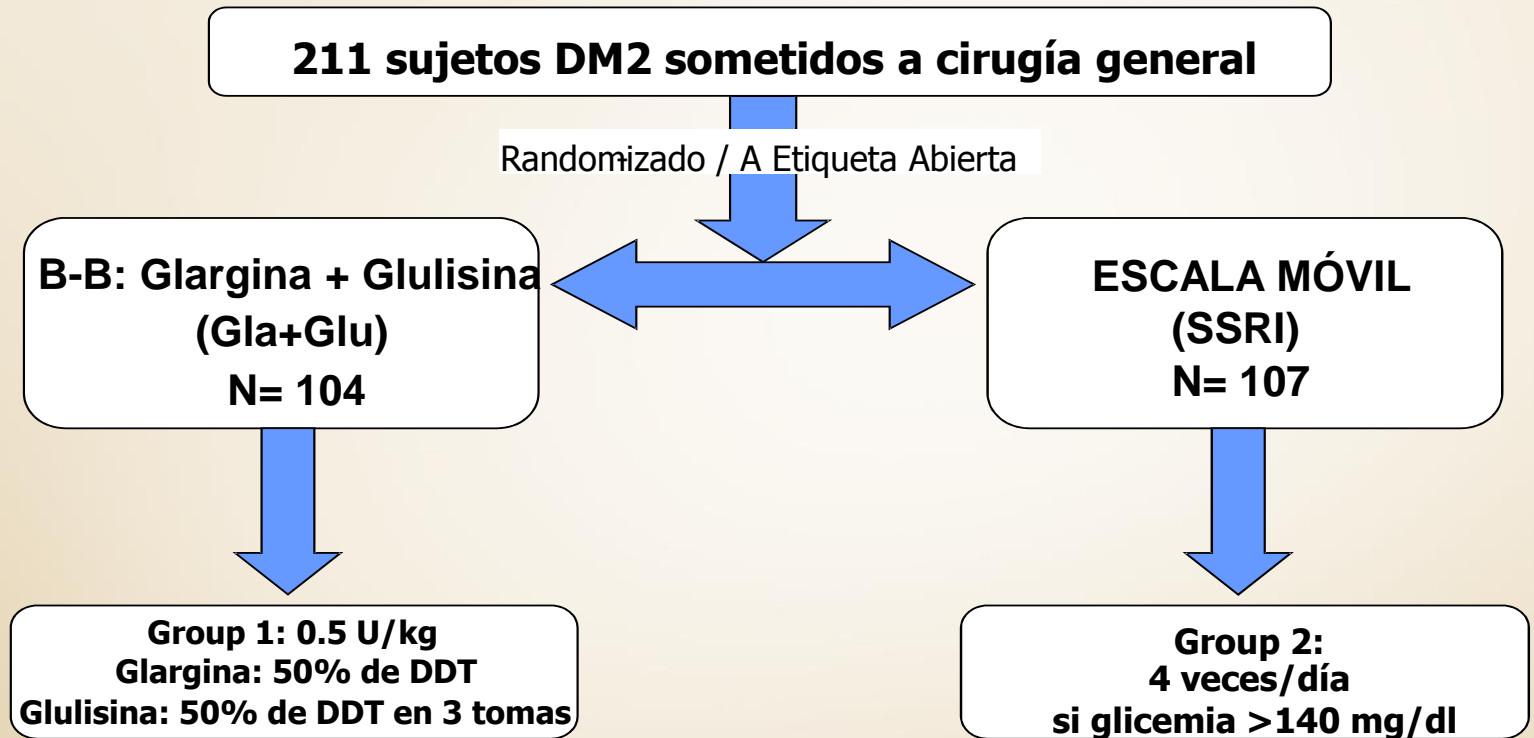 211 sujetos DM2 sometidos a cirugía general
Randomizado / A Etiqueta Abierta
B-B: Glargina + Glulisina
(Gla+Glu)
N= 104
ESCALA MÓVIL
(SSRI)
N= 107
Group 1: 0.5 U/kg
Glargina: 50% de DDT
Glulisina: 50% de DDT en 3 tomas
Group 2:
4 veces/día
si glicemia >140 mg/dl